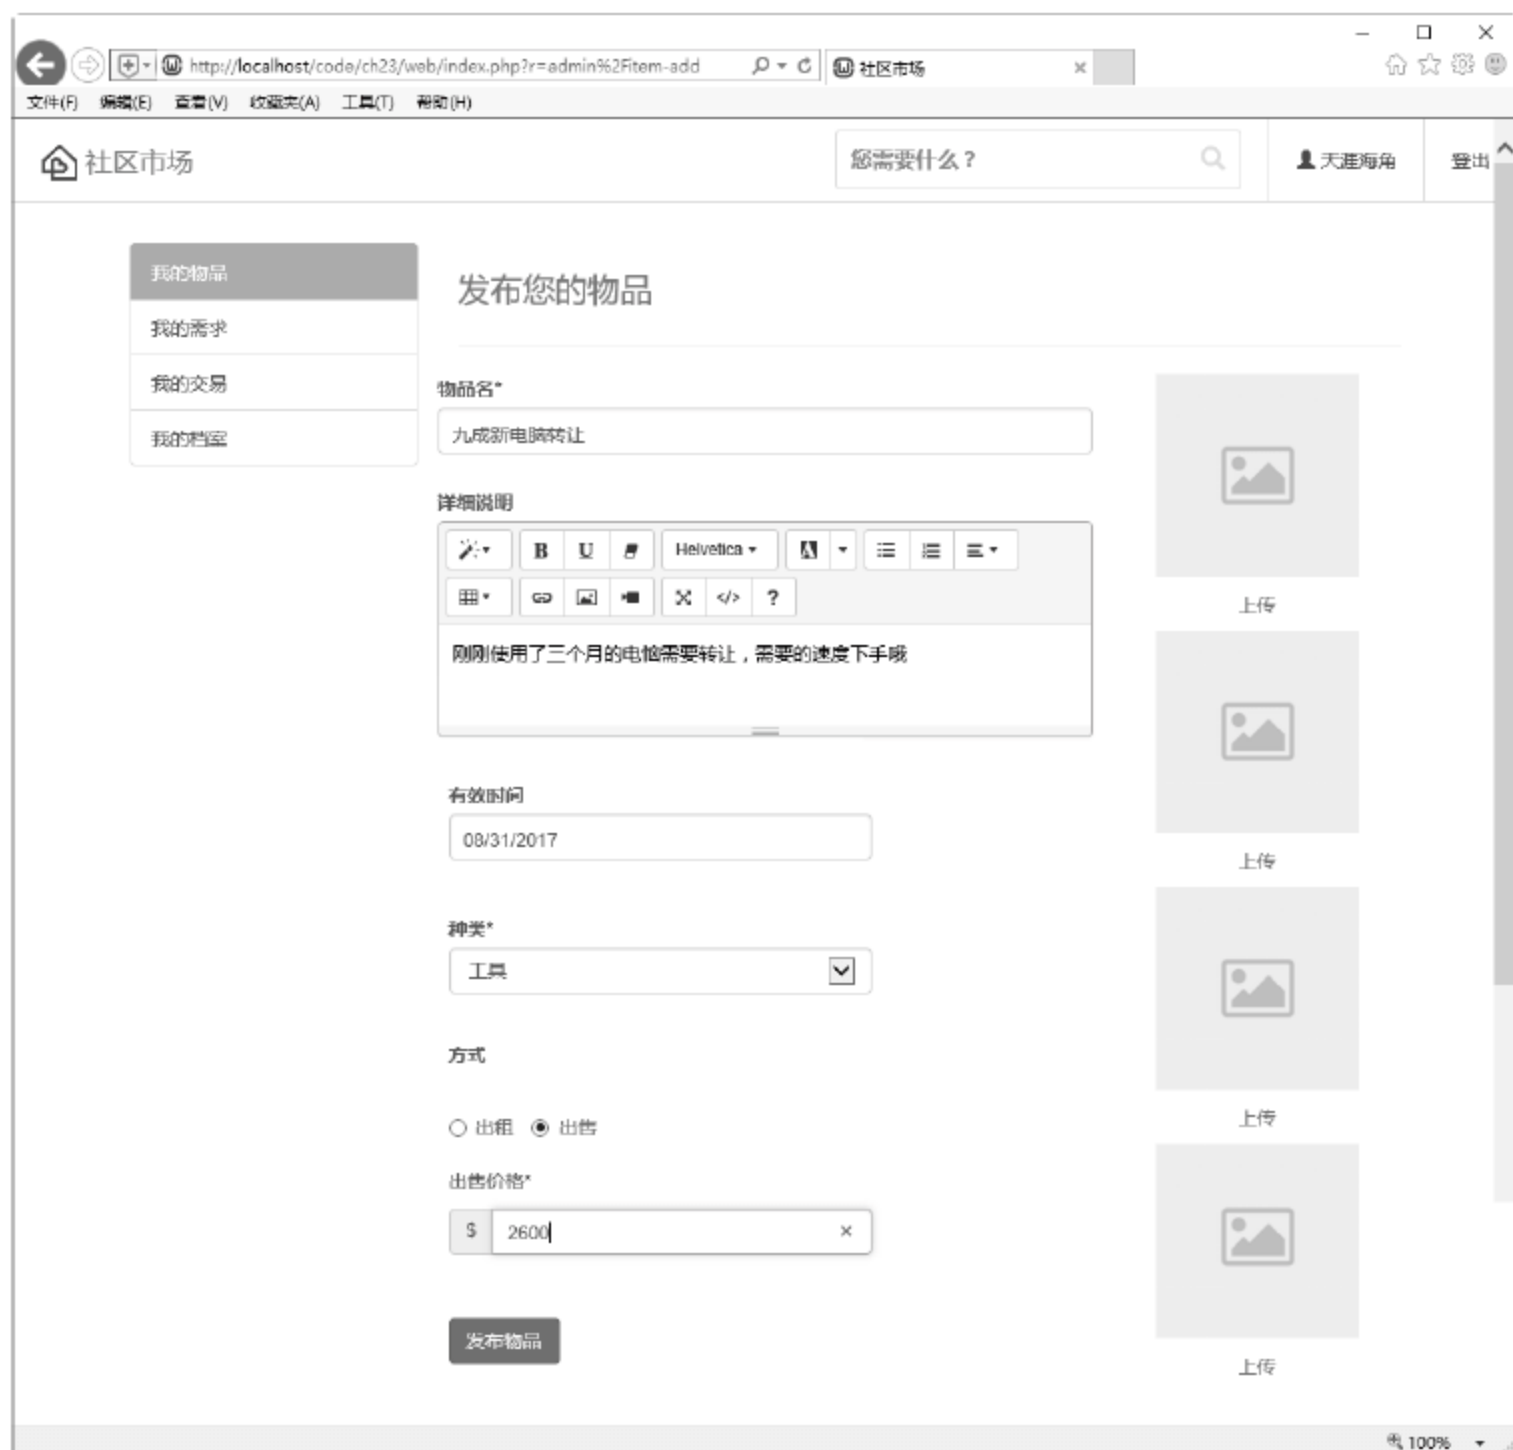 http://localhost/code/ch23/web/index.php?r=admin%2Fitem-add
社区市场
文件(F) 编辑(E) 查看(V) 收藏夹(A) 工具(T) 帮助(H)
社区市场
您需要什么？
天涯海角
登出
我的物品
我的需求
我的交易
我的档案
发布您的物品
物品名*
九成新电脑转让
详细说明
B U Helvetica A
</> ?
刚刚使用了三个月的电脑需要转让，需要的速度下手哦
有效时间
08/31/2017
种类*
工具
方式
出租 出售
出售价格*
$ 2600
发布物品
上传
上传
上传
上传
100%